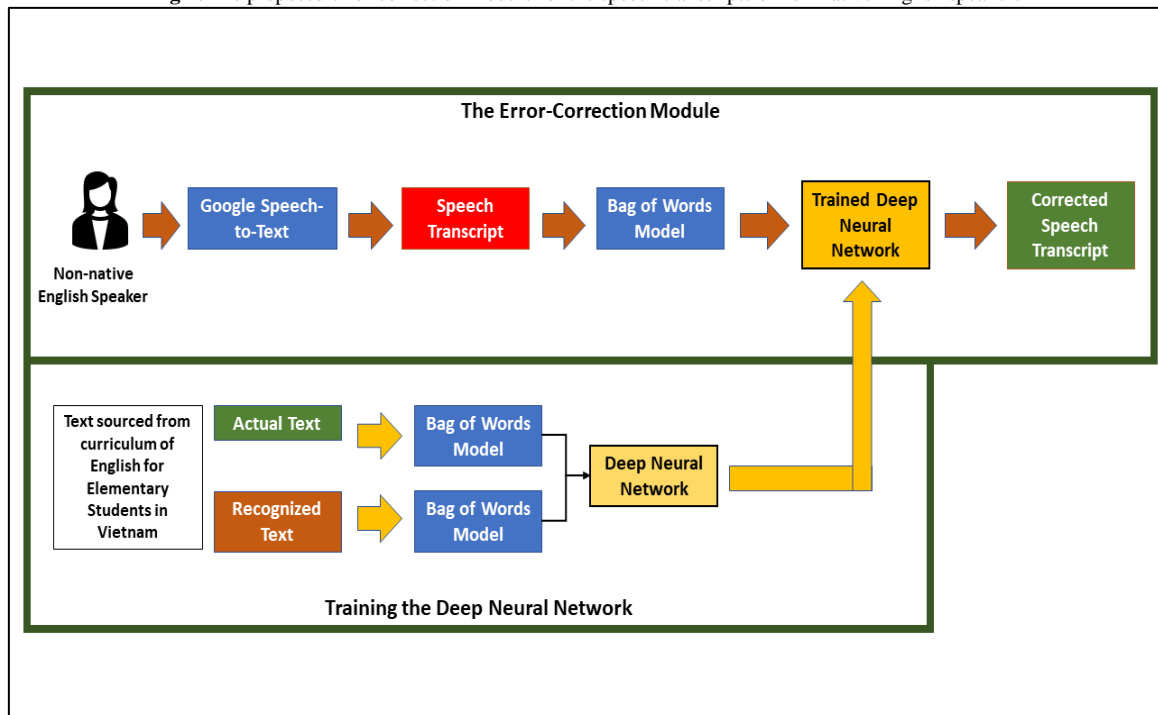 The Error-Correction Module
Non-native
English Speaker
Google Speech-
to-Text
Speech
Transcript
Bag of Words
Model
Trained Deep
Neural
Network
Corrected
Speech
Transcript
Text sourced from
curriculum of
English for
Elementary
Students in
Vietnam
Actual Text
Bag of Words
Model
Recognized
Text
Bag of Words
Model
Deep Neural
Network
Training the Deep Neural Network